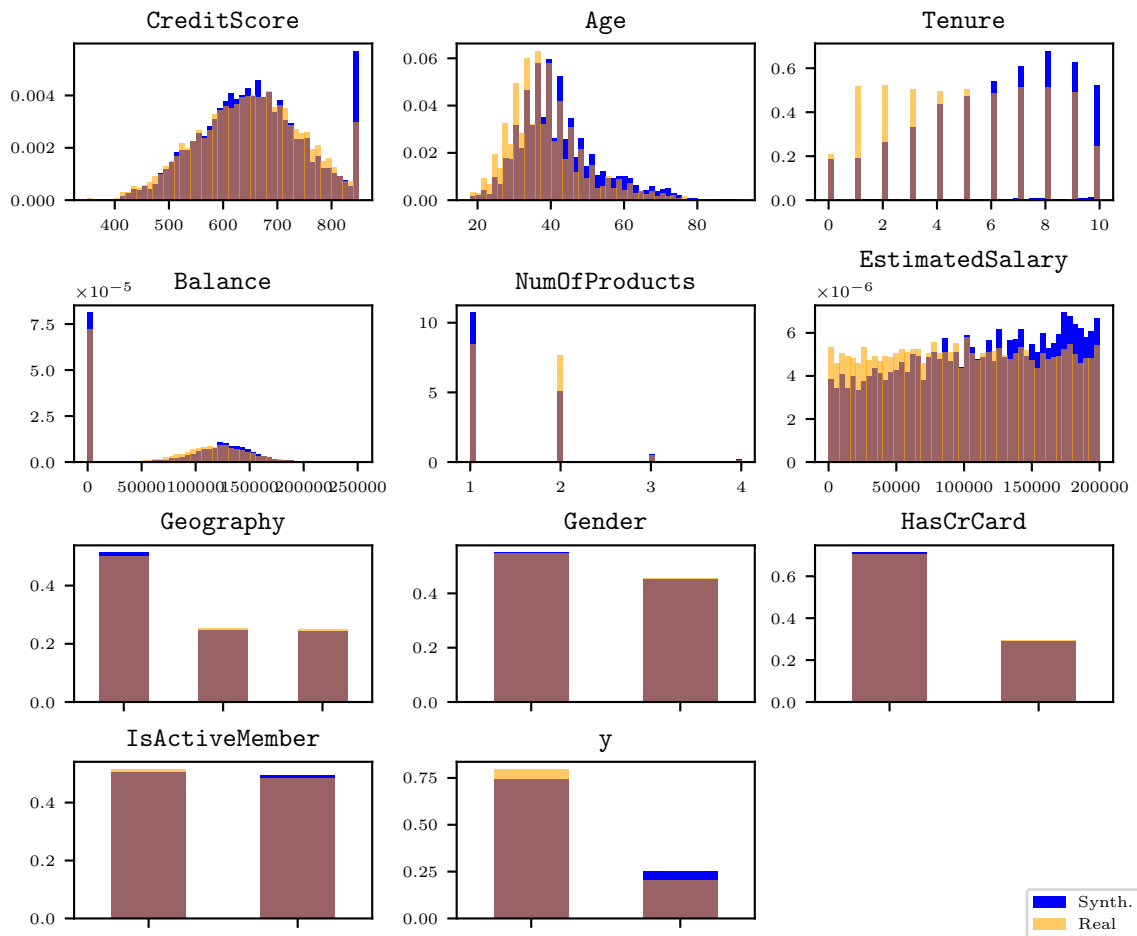 CreditScore
0.004
0.002
0.000
400 500 600 700 800
Age
0.06
0.04
0.02
0.00
20 40 60 80
Tenure
0.6
0.4
0.2
0.0
0 2 4 6 8 10
Balance
×10−5
7.5
5.0
2.5
0.0
0 50000 100000 150000 200000 250000
NumOfProducts
10
5
0
1 2 3 4
EstimatedSalary
×10−6
6
4
2
0
0 50000 100000 150000 200000
Geography
0.4
0.2
0.0
Gender
0.4
0.2
0.0
HasCrCard
0.6
0.4
0.2
0.0
IsActiveMember
0.4
0.2
0.0
y
0.75
0.50
0.25
0.00
Synth.
Real